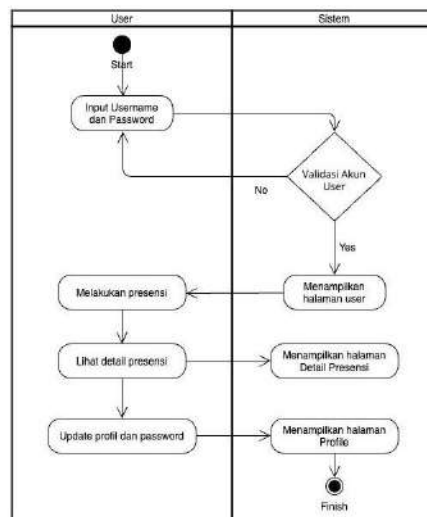 User
Sistem
Start
Input Username
dan Password
Validasi Akun
User
No
Yes
Menampilkan
halaman user
Melakukan presensi
Lihat detail presensi
Menampilkan halaman
Detail Presensi
Update profil dan password
Menampilkan halaman
Profile
Finish